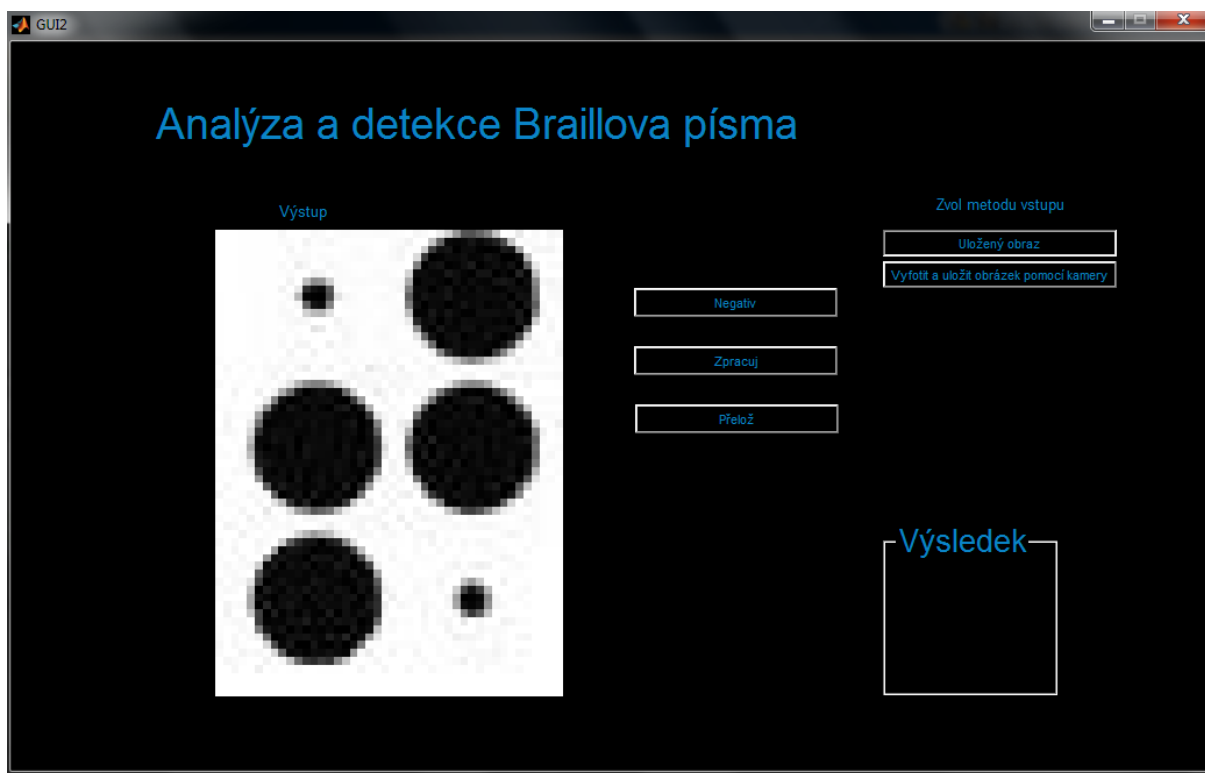 GUI2
Analýza a detekce Braillova písma
Výstup
Zvol metodu vstupu
Uložený obraz
Vyfotit a uložit obrázek pomocí kamery
Negativ
Zpracuj
Přelož
Výsledek